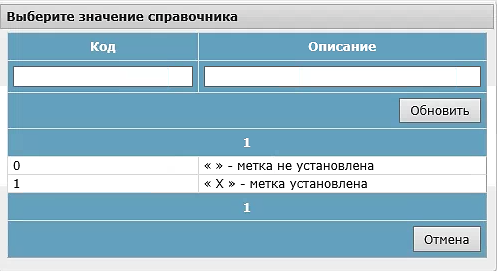 Выберите значение справочника
Код Описание
Обновить
1
0 « » - метка не установлена
1 « X » - метка установлена
1
Отмена